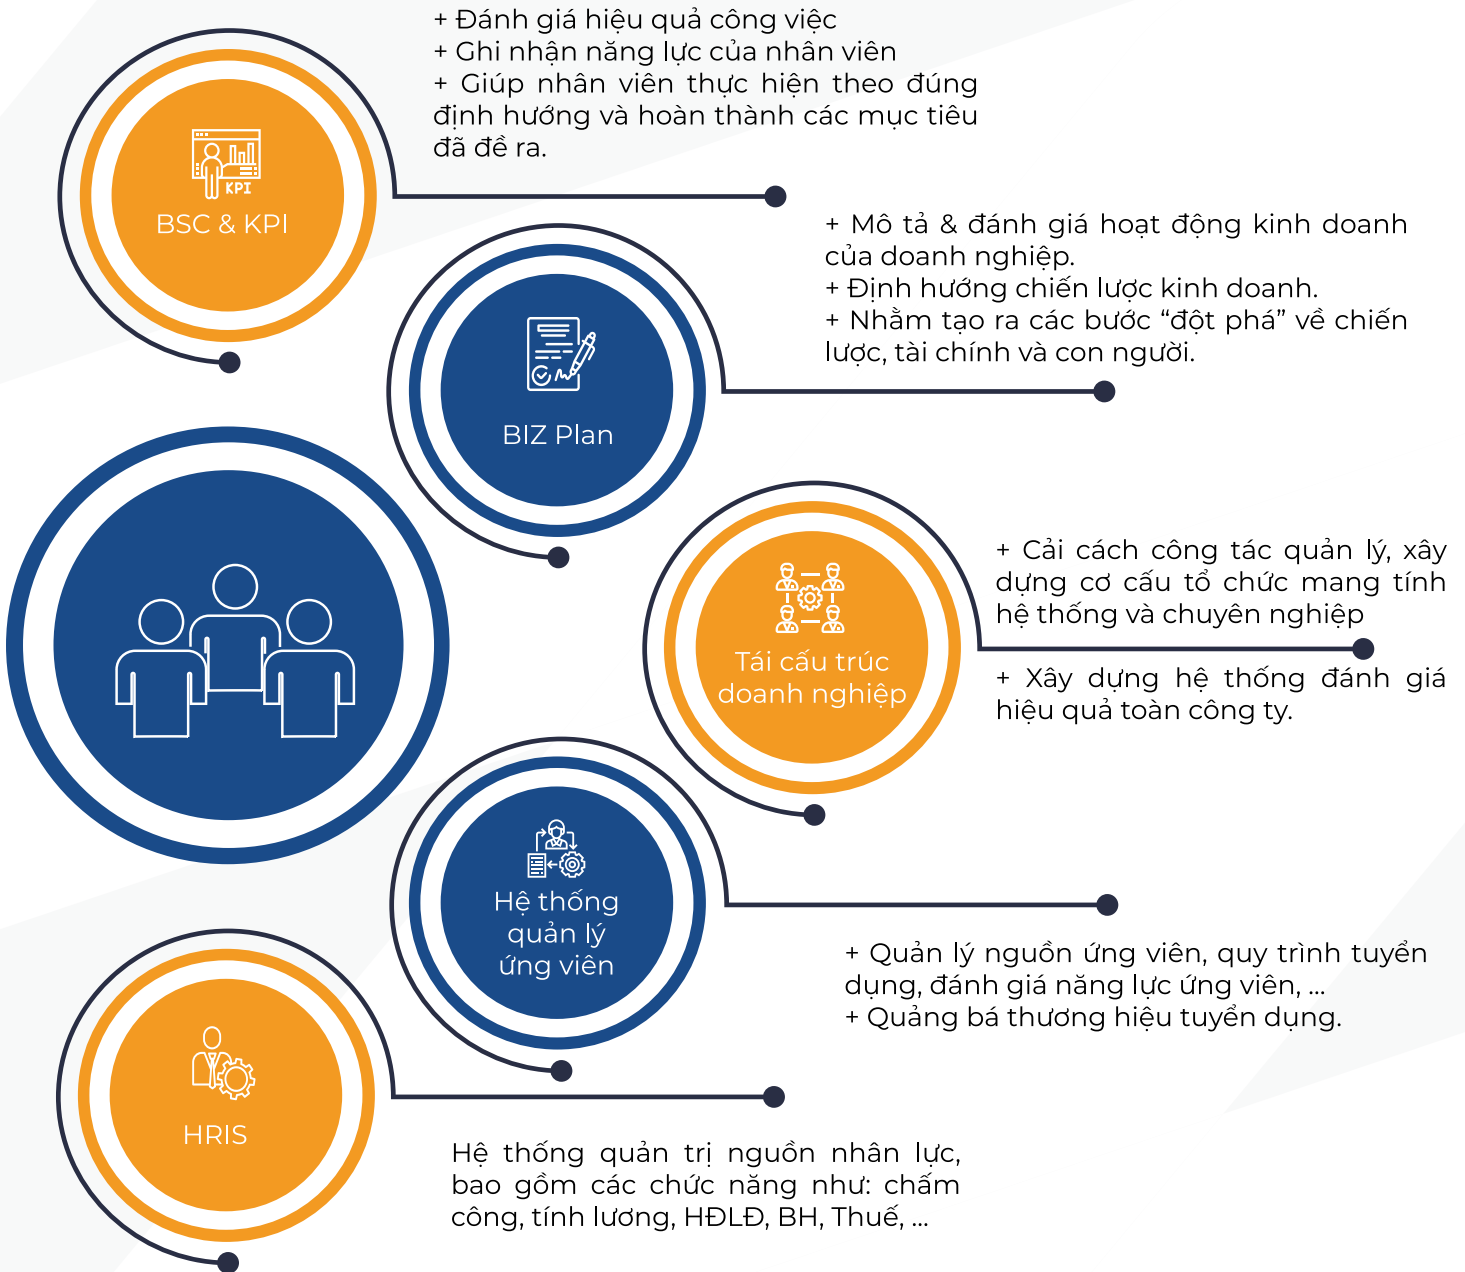 + Đánh giá hiệu quả công việc
+ Ghi nhận năng lực của nhân viên
+ Giúp nhân viên thực hiện theo đúng
định hướng và hoàn thành các mục tiêu
đã đề ra.
KPI
BSC & KPI
+ Mô tả & đánh giá hoạt động kinh doanh
của doanh nghiệp.
+ Định hướng chiến lược kinh doanh.
+ Nhằm tạo ra các bước “đột phá” về chiến
lược, tài chính và con người.
BIZ Plan
+ Cải cách công tác quản lý, xây
dựng cơ cấu tổ chức mang tính
hệ thống và chuyên nghiệp
+ Xây dựng hệ thống đánh giá
hiệu quả toàn công ty.
Tái cấu trúc
doanh nghiệp
Hệ thống
quản lý
ứng viên
+ Quản lý nguồn ứng viên, quy trình tuyển
dụng, đánh giá năng lực ứng viên, ...
+ Quảng bá thương hiệu tuyển dụng.
HRIS
Hệ thống quản trị nguồn nhân lực,
bao gồm các chức năng như: chấm
công, tính lương, HĐLĐ, BH, Thuế, ...